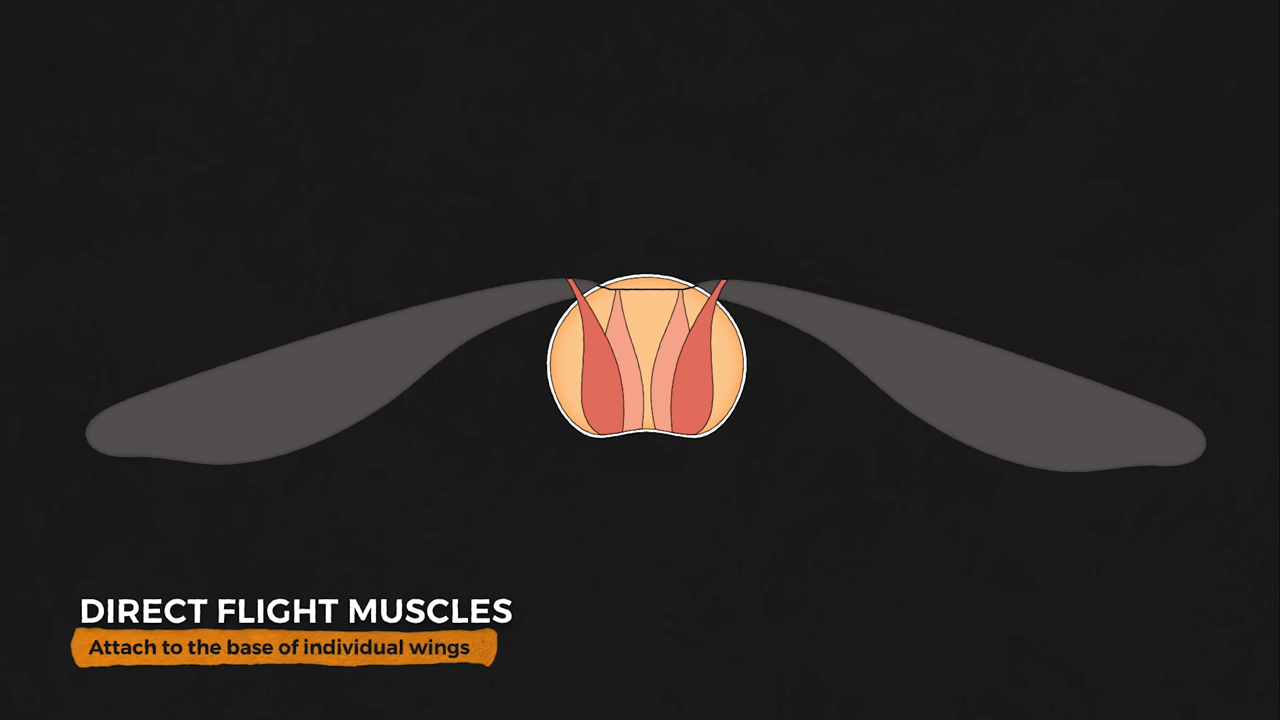 DIRECT FLIGHT MUSCLES
Attach to the base of individual wings